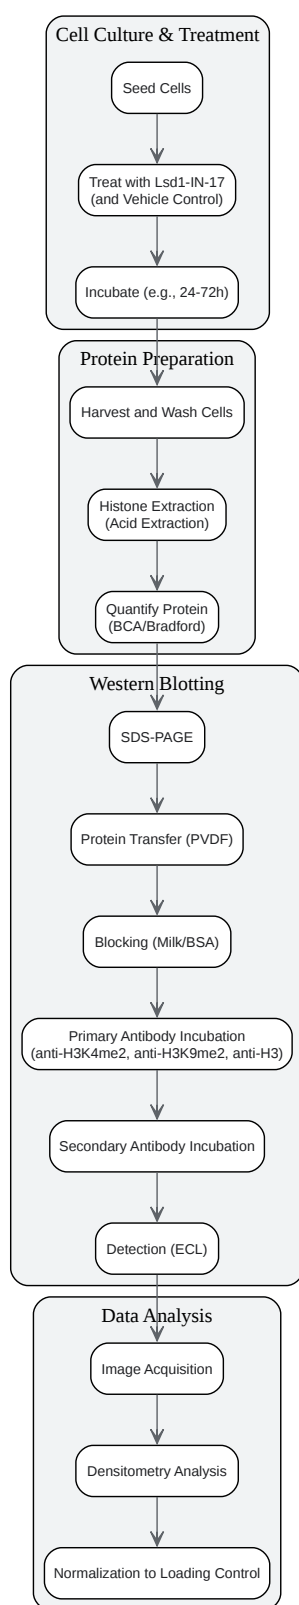 Cell Culture & Treatment
Seed Cells
Treat with Lsd1-IN-17
(and Vehicle Control)
Incubate (e.g., 24-72h)
Protein Preparation
Harvest and Wash Cells
Histone Extraction
(Acid Extraction)
Quantify Protein
(BCA/Bradford)
Western Blotting
SDS-PAGE
Protein Transfer (PVDF)
Blocking (Milk/BSA)
Primary Antibody Incubation
(anti-H3K4me2, anti-H3K9me2, anti-H3)
Secondary Antibody Incubation
Detection (ECL)
Data Analysis
Image Acquisition
Densitometry Analysis
Normalization to Loading Control